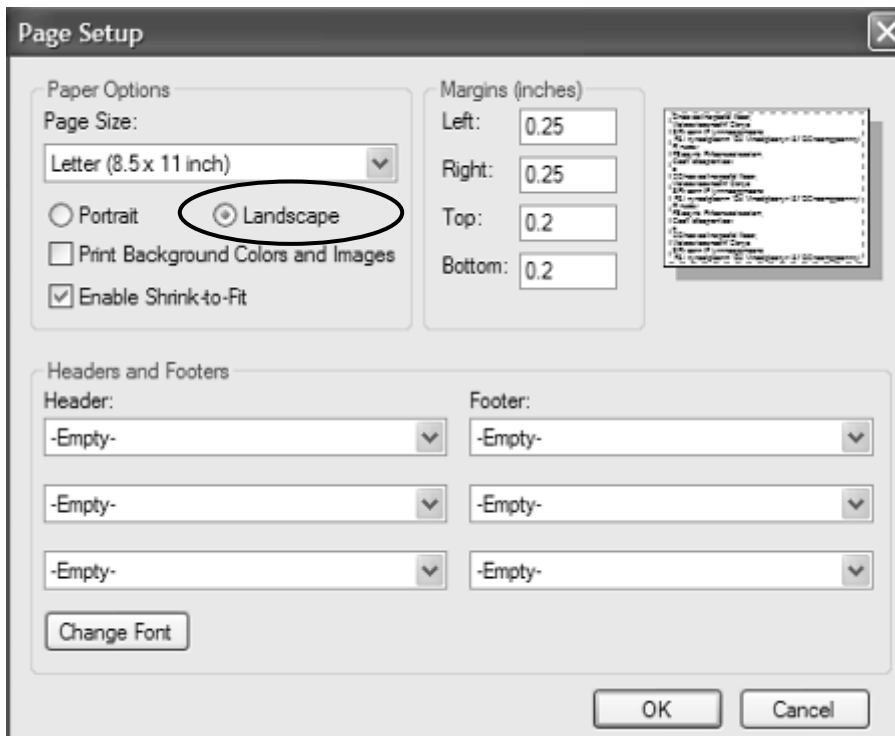 Page Setup
Paper Options
Page Size:
Letter (8.5 x 11 inch)
Portrait
Landscape
Print Background Colors and Images
Enable Shrink-to-Fit
Margins (inches)
Left: 0.25
Right: 0.25
Top: 0.2
Bottom: 0.2
Headers and Footers
Header:
Footer:
-Empty-
-Empty-
-Empty-
-Empty-
-Empty-
-Empty-
Change Font
OK
Cancel